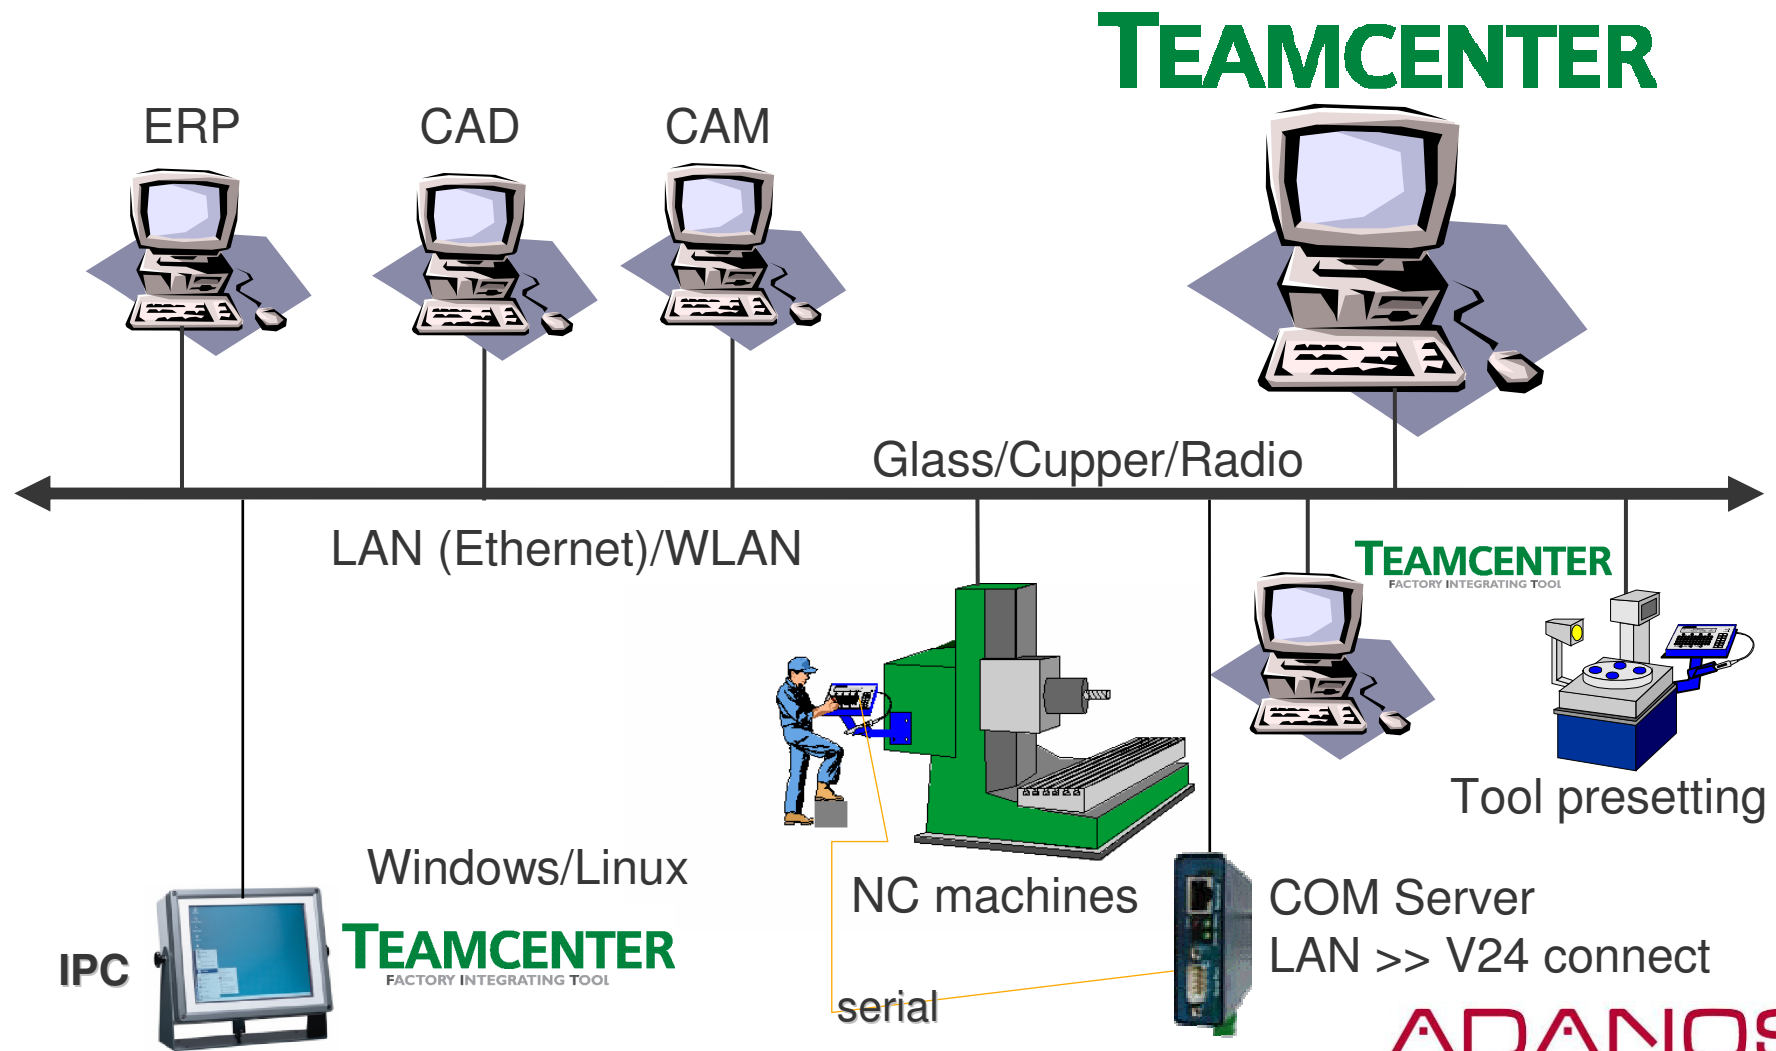 TEAMCENTER
ERP
CAD
CAM
Glass/Cupper/Radio
LAN (Ethernet)/WLAN
TEAMCENTER
FACTORY INTEGRATING TOOL
Tool presetting
Windows/Linux
NC machines
COM Server
LAN >> V24 connect
IPC
TEAMCENTER
FACTORY INTEGRATING TOOL
serial
ADANOS